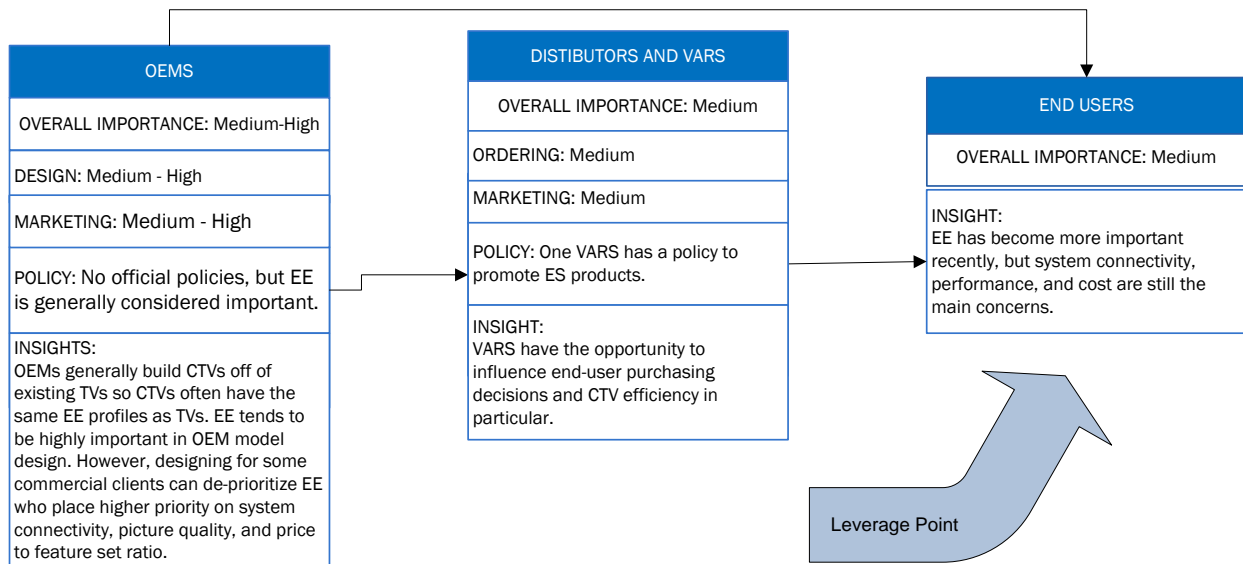 OEMS
OVERALL IMPORTANCE: Medium-High
DESIGN: Medium - High
MARKETING: Medium - High
POLICY: No official policies, but EE
is generally considered important.
INSIGHTS:
OEMs generally build CTVs off of
existing TVs so CTVs often have the
same EE profiles as TVs. EE tends to
be highly important in OEM model
design. However, designing for some
commercial clients can de-prioritize EE
who place higher priority on system
connectivity, picture quality, and price
to feature set ratio.
DISTIBUTORS AND VARS
OVERALL IMPORTANCE: Medium
ORDERING: Medium
MARKETING: Medium
POLICY: One VARS has a policy to
promote ES products.
INSIGHT:
VARS have the opportunity to
influence end-user purchasing
decisions and CTV efficiency in
particular.
END USERS
OVERALL IMPORTANCE: Medium
INSIGHT:
EE has become more important
recently, but system connectivity,
performance, and cost are still the
main concerns.
Leverage Point